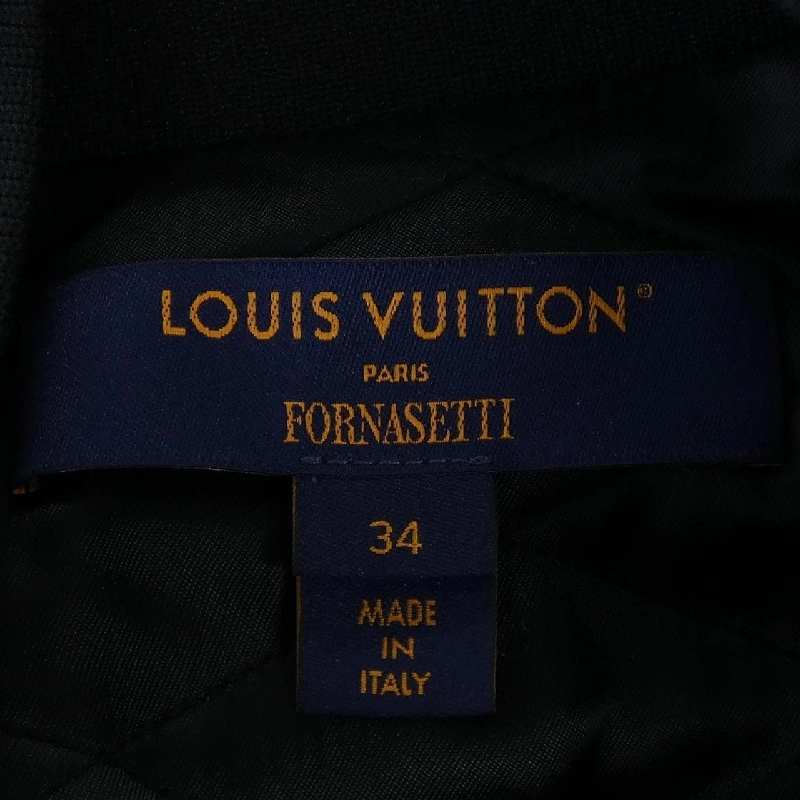 LOUIS VUITTON®
PARIS
FORNASETTI
34
MADE
IN
ITALY